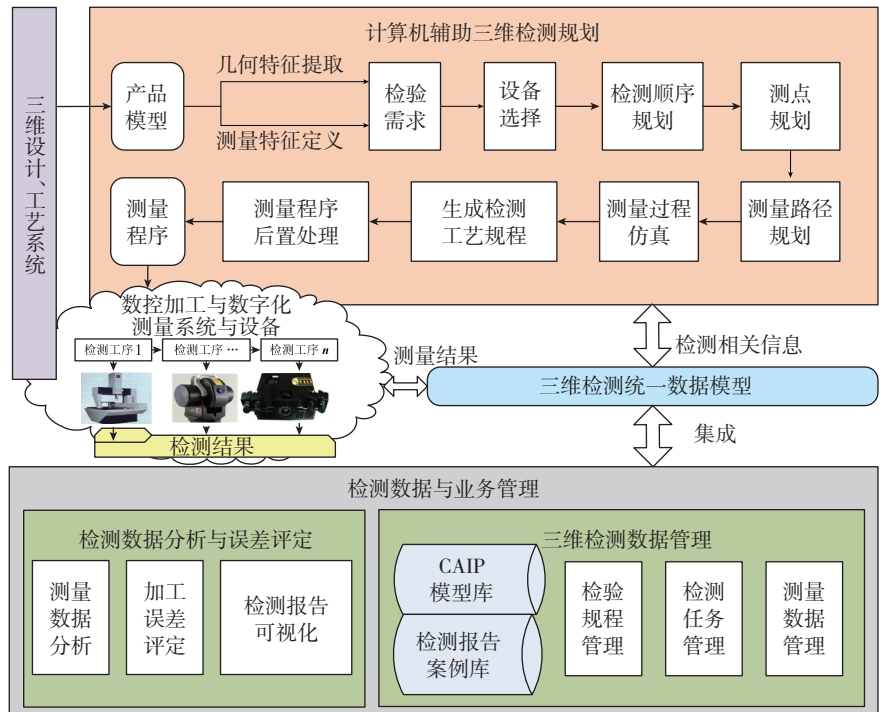 三维设计、工艺系统
计算机辅助三维检测规划
产品
模型
几何特征提取
测量特征定义
检验
需求
设备
选择
检测顺序
规划
测点
规划
测量
程序
测量程序
后置处理
生成检测
工艺规程
测量过程
仿真
测量路径
规划
数控加工与数字化
测量系统与设备
检测工序1
检测工序…
检测工序n
检测结果
测量结果
检测相关信息
三维检测统一数据模型
集成
检测数据与业务管理
检测数据分析与误差评定
测量
数据
分析
加工
误差
评定
检测报告
可视化
三维检测数据管理
CAIP
模型库
检测报告
案例库
检验
规程
管理
检测
任务
管理
测量
数据
管理